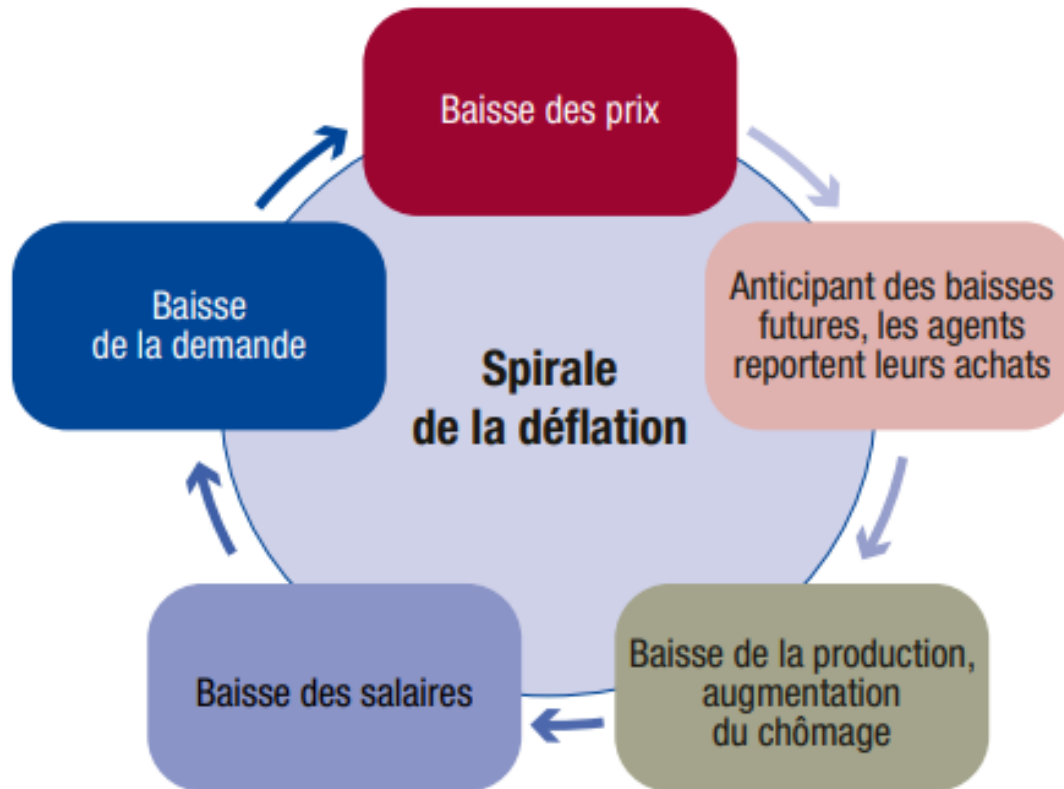 Baisse des prix
Anticipant des baisses
futures, les agents
reportent leurs achats
Baisse de la production,
augmentation
du chômage
Baisse des salaires
Baisse
de la demande
Spirale
de la déflation